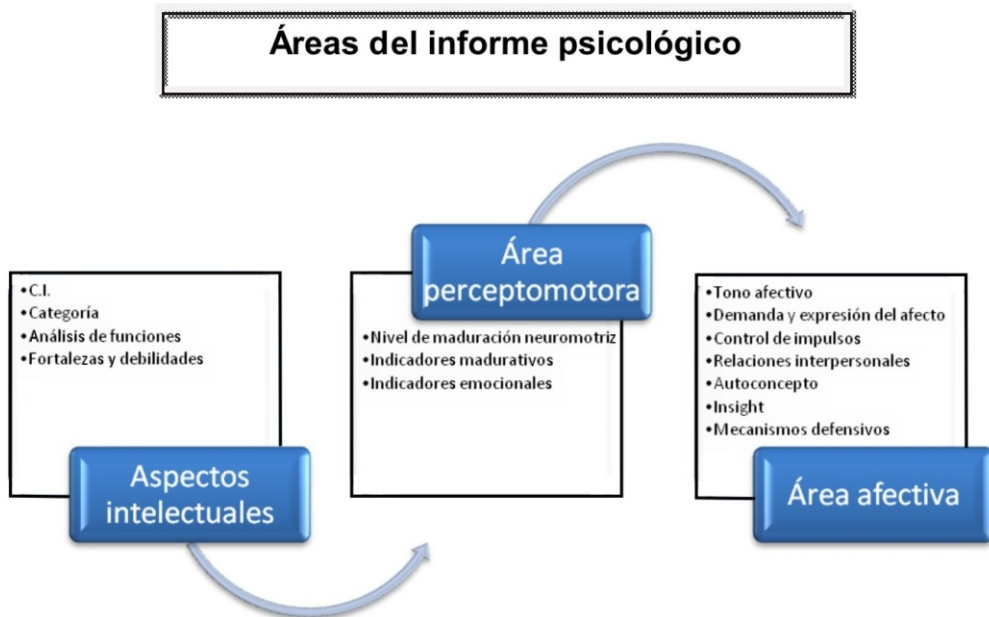 Áreas del informe psicológico
•C.I.
•Categoría
•Análisis de funciones
•Fortalezas y debilidades
Aspectos
intelectuales
Área
perceptomotora
•Nivel de maduración neuromotriz
•Indicadores madurativos
•Indicadores emocionales
•Tono afectivo
•Demanda y expresión del afecto
•Control de impulsos
•Relaciones interpersonales
•Autoconcepto
•Insight
•Mecanismos defensivos
Área afectiva